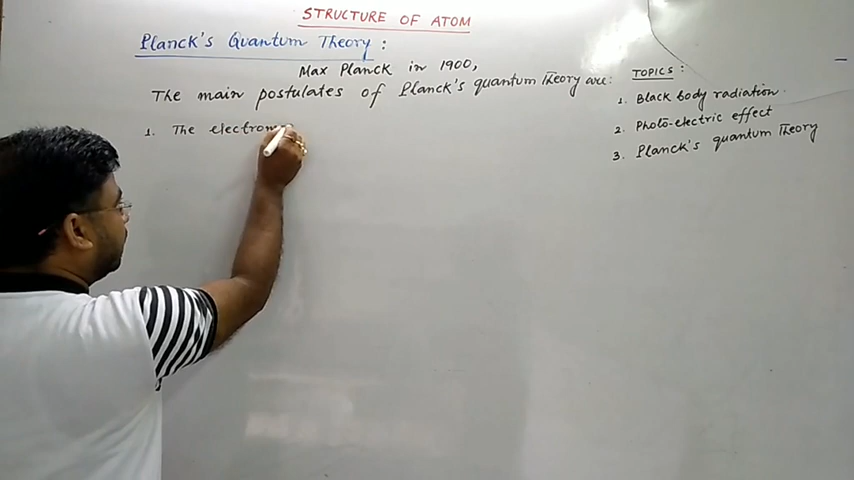 STRUCTURE OF ATOM
Planck's Quantum Theory :
Max Planck in 1900,
The main postulates of Planck's quantum Theory are:
1. The electrom
TOPICS :
1. Black body radiation.
2. Photo-electric effect
3. Planck's quantum Theory